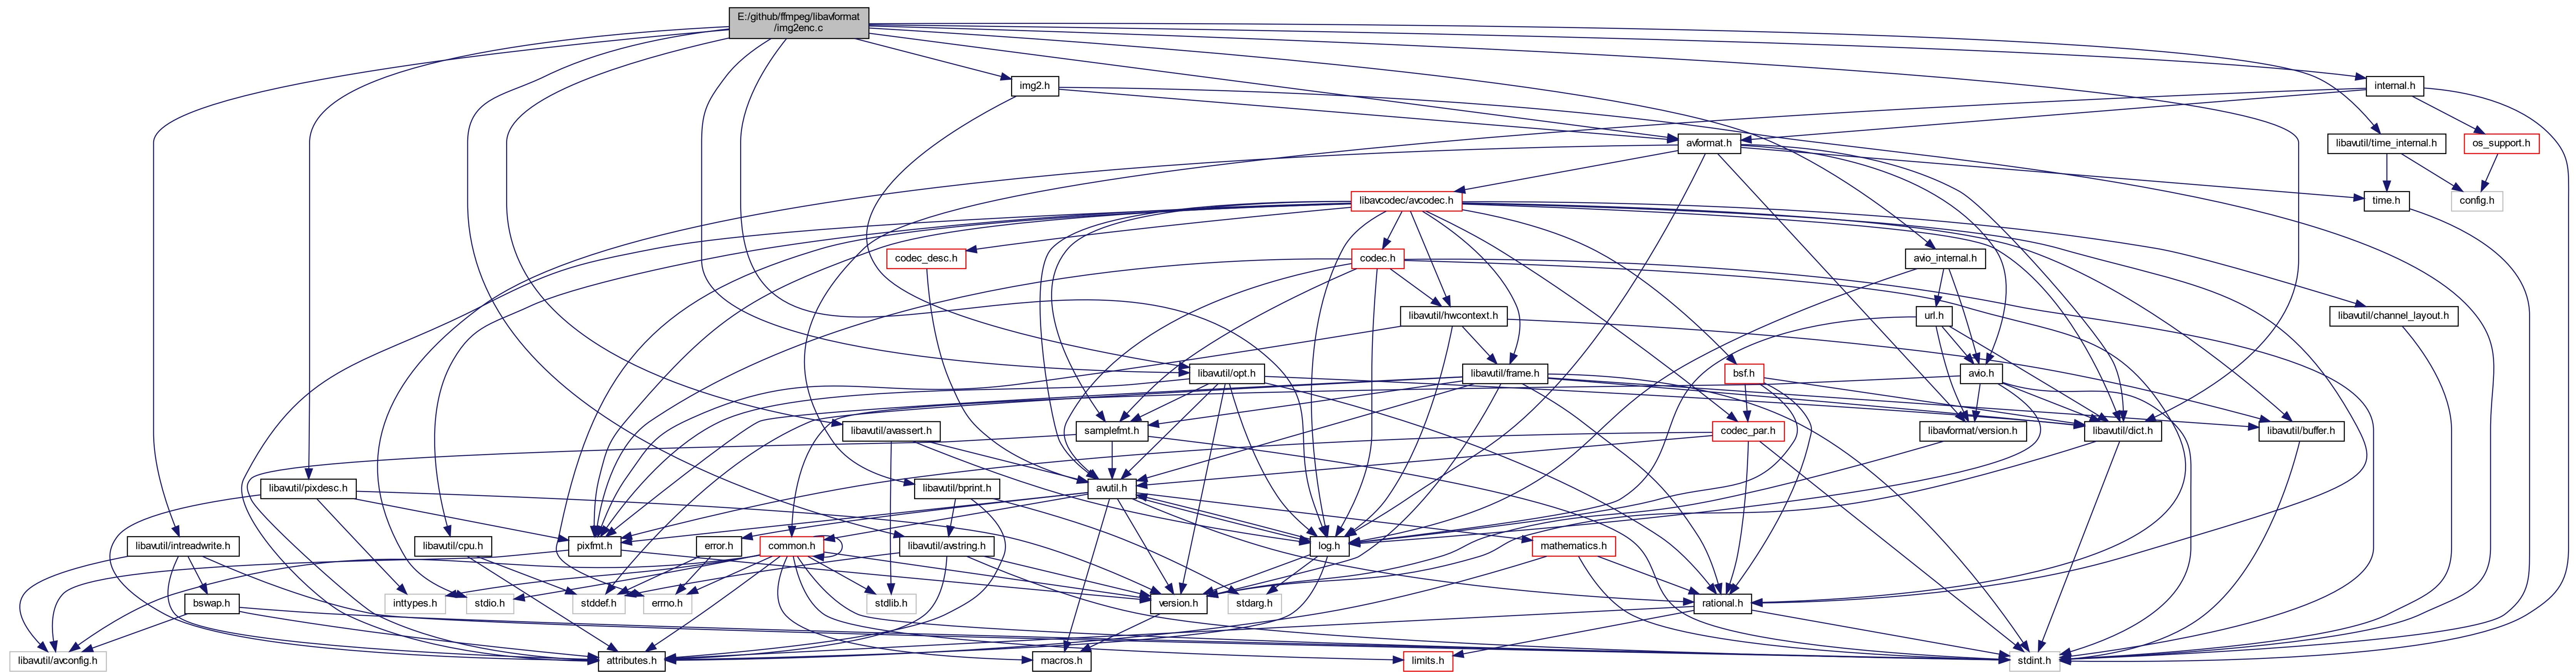 E:/github/ffmpeg/libavformat
/img2enc.c
img2.h
internal.h
avformat.h
libavutil/time_internal.h
os_support.h
libavcodec/avcodec.h
time.h
config.h
codec_desc.h
codec.h
avio_internal.h
libavutil/hwcontext.h
url.h
libavutil/channel_layout.h
libavutil/opt.h
libavutil/frame.h
bsf.h
avio.h
libavutil/avassert.h
samplefmt.h
codec_par.h
libavformat/version.h
libavutil/dict.h
libavutil/buffer.h
libavutil/pixdesc.h
libavutil/bprint.h
avutil.h
libavutil/intreadwrite.h
libavutil/cpu.h
pixfmt.h
error.h
common.h
libavutil/avstring.h
log.h
mathematics.h
bswap.h
inttypes.h
stdio.h
stddef.h
errno.h
stdlib.h
version.h
stdarg.h
rational.h
libavutil/avconfig.h
attributes.h
macros.h
limits.h
stdint.h